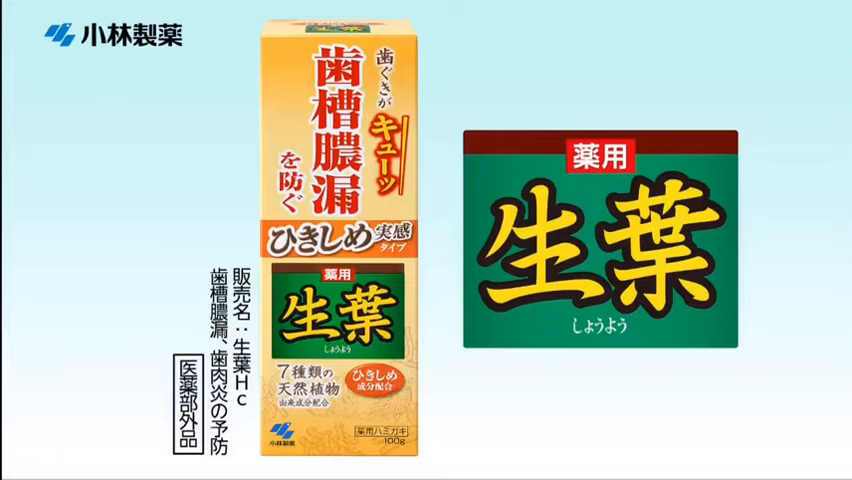 小林製薬
歯ぐきが
キューッ
歯槽膿漏
を防ぐ
ひきしめ実感
タイプ
薬用
生葉
しょうよう
7種類の
天然植物
由来成分配合
ひきしめ
成分配合
小林製薬
薬用ハミガキ
100g
販売名:生葉Hc
歯槽膿漏、歯肉炎の予防
医薬部外品
薬用
生葉
しょうよう